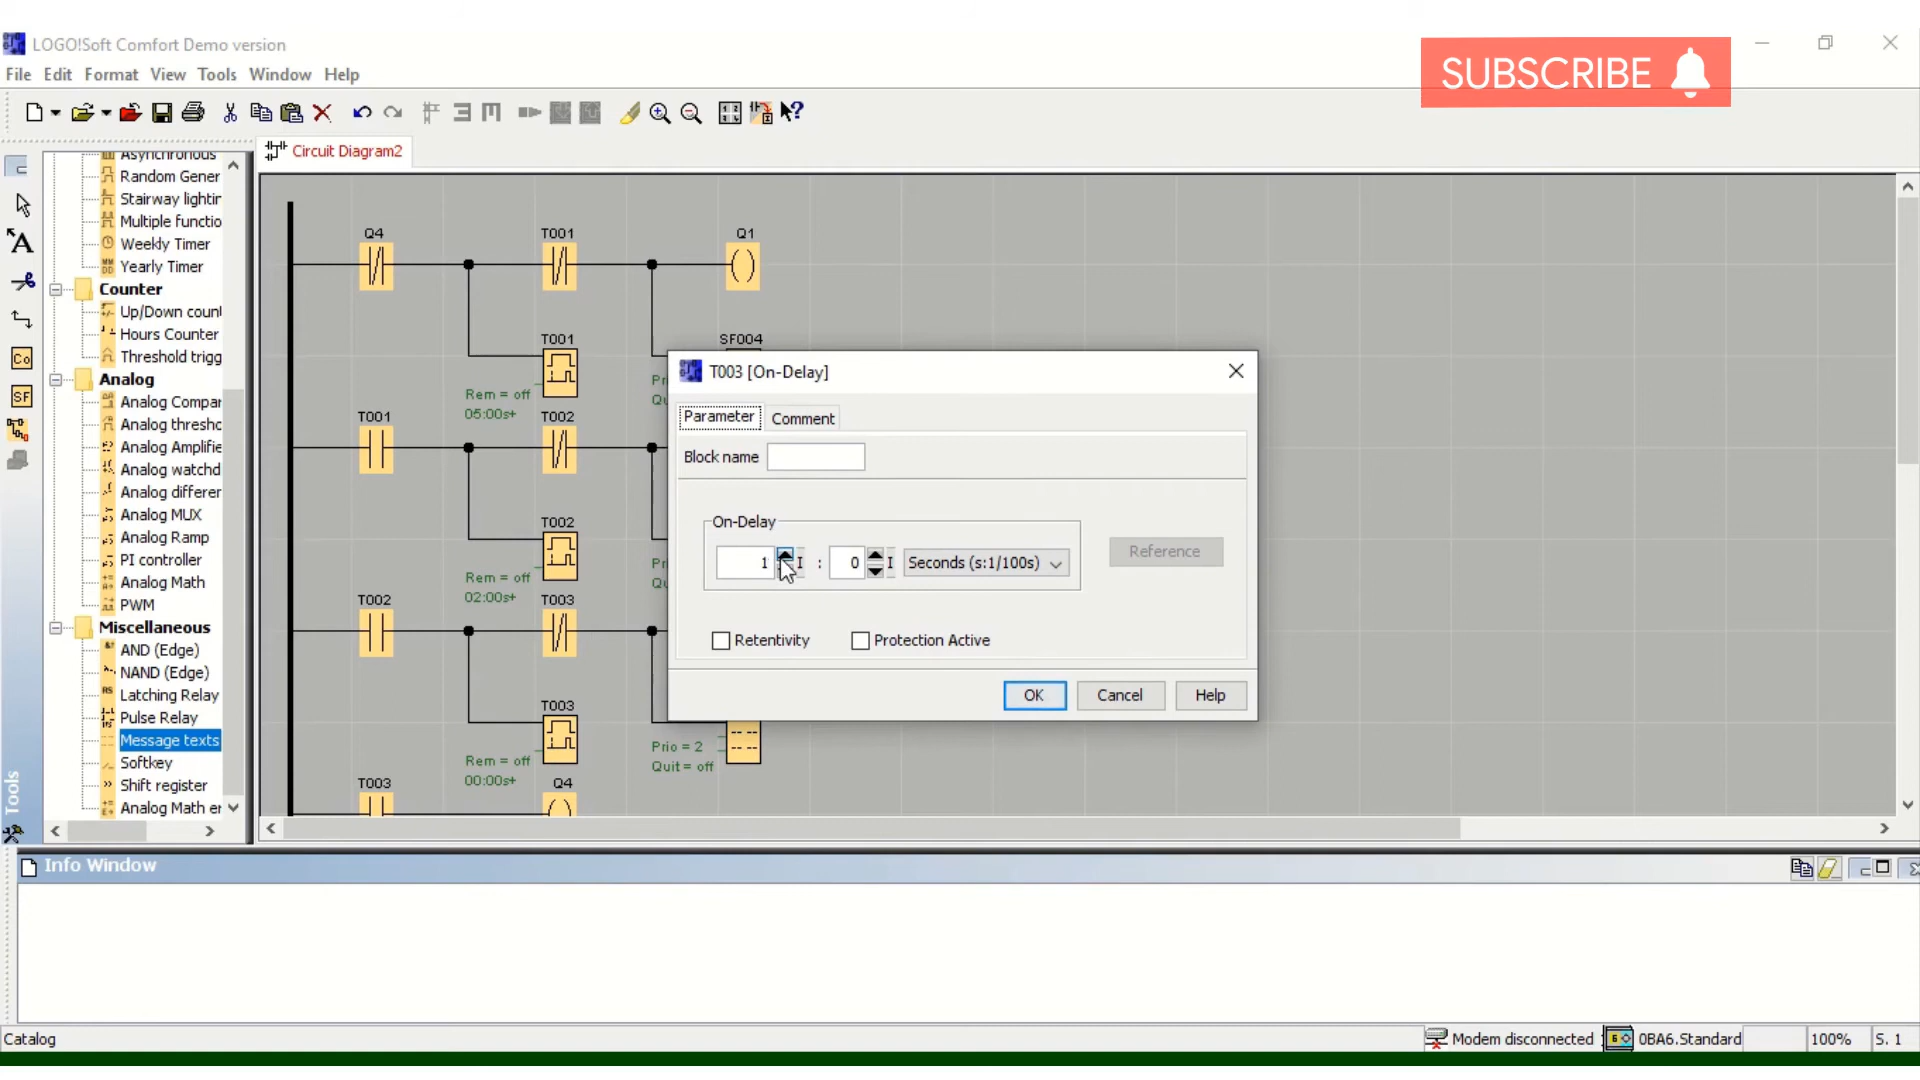 LOGO!Soft Comfort Demo version
SUBSCRIBE
File Edit Format View Tools Window Help
Circuit Diagram2
Asynchronous
Random Gener
Stairway lightin
Multiple functio
Weekly Timer
Yearly Timer
Counter
Up/Down coun
Hours Counter
Threshold trigg
Analog
Analog Compar
Analog thresho
Analog Amplifie
Analog watchd
Analog differer
Analog MUX
Analog Ramp
PI controller
Analog Math
PWM
Miscellaneous
AND (Edge)
NAND (Edge)
Latching Relay
Pulse Relay
Message texts
Softkey
Shift register
Analog Math er
Co
SF
Tools
Q4 T001 Q1
T001 SF004
Rem = off
05:00s+
T001 T002
T002
Rem = off
02:00s+
T002 T003
T003
Rem = off
00:00s+
Prio = 2
Quit = off
T003 Q4
T003 [On-Delay]
Parameter Comment
Block name
On-Delay
1 : 0 Seconds (s:1/100s)
Reference
Retentivity Protection Active
OK Cancel Help
Info Window
Catalog
Modem disconnected 0BA6.Standard 100% S. 1